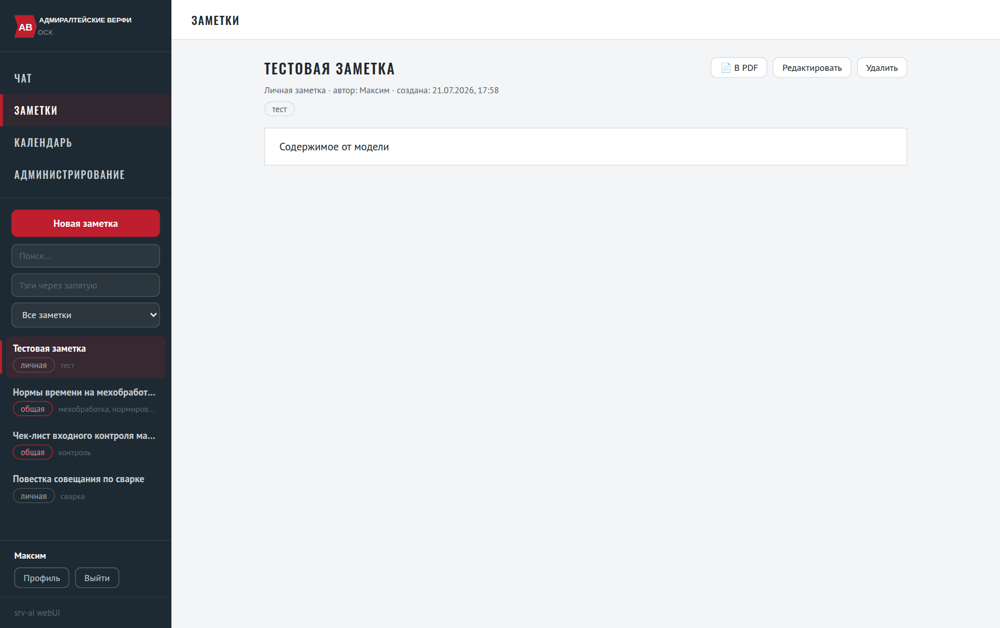 АВ АДМИРАЛТЕЙСКИЕ ВЕРФИ
ОСК
ЧАТ
ЗАМЕТКИ
КАЛЕНДАРЬ
АДМИНИСТРИРОВАНИЕ
Новая заметка
Поиск...
Тэги через запятую
Все заметки
Тестовая заметка
личная тест
Нормы времени на мехобработ...
общая мехобработка, нормиров...
Чек-лист входного контроля ма...
общая контроль
Повестка совещания по сварке
личная сварка
Максим
Профиль Выйти
srv-ai webUI
ЗАМЕТКИ
ТЕСТОВАЯ ЗАМЕТКА
В PDF Редактировать Удалить
Личная заметка · автор: Максим · создана: 21.07.2026, 17:58
тест
Содержимое от модели